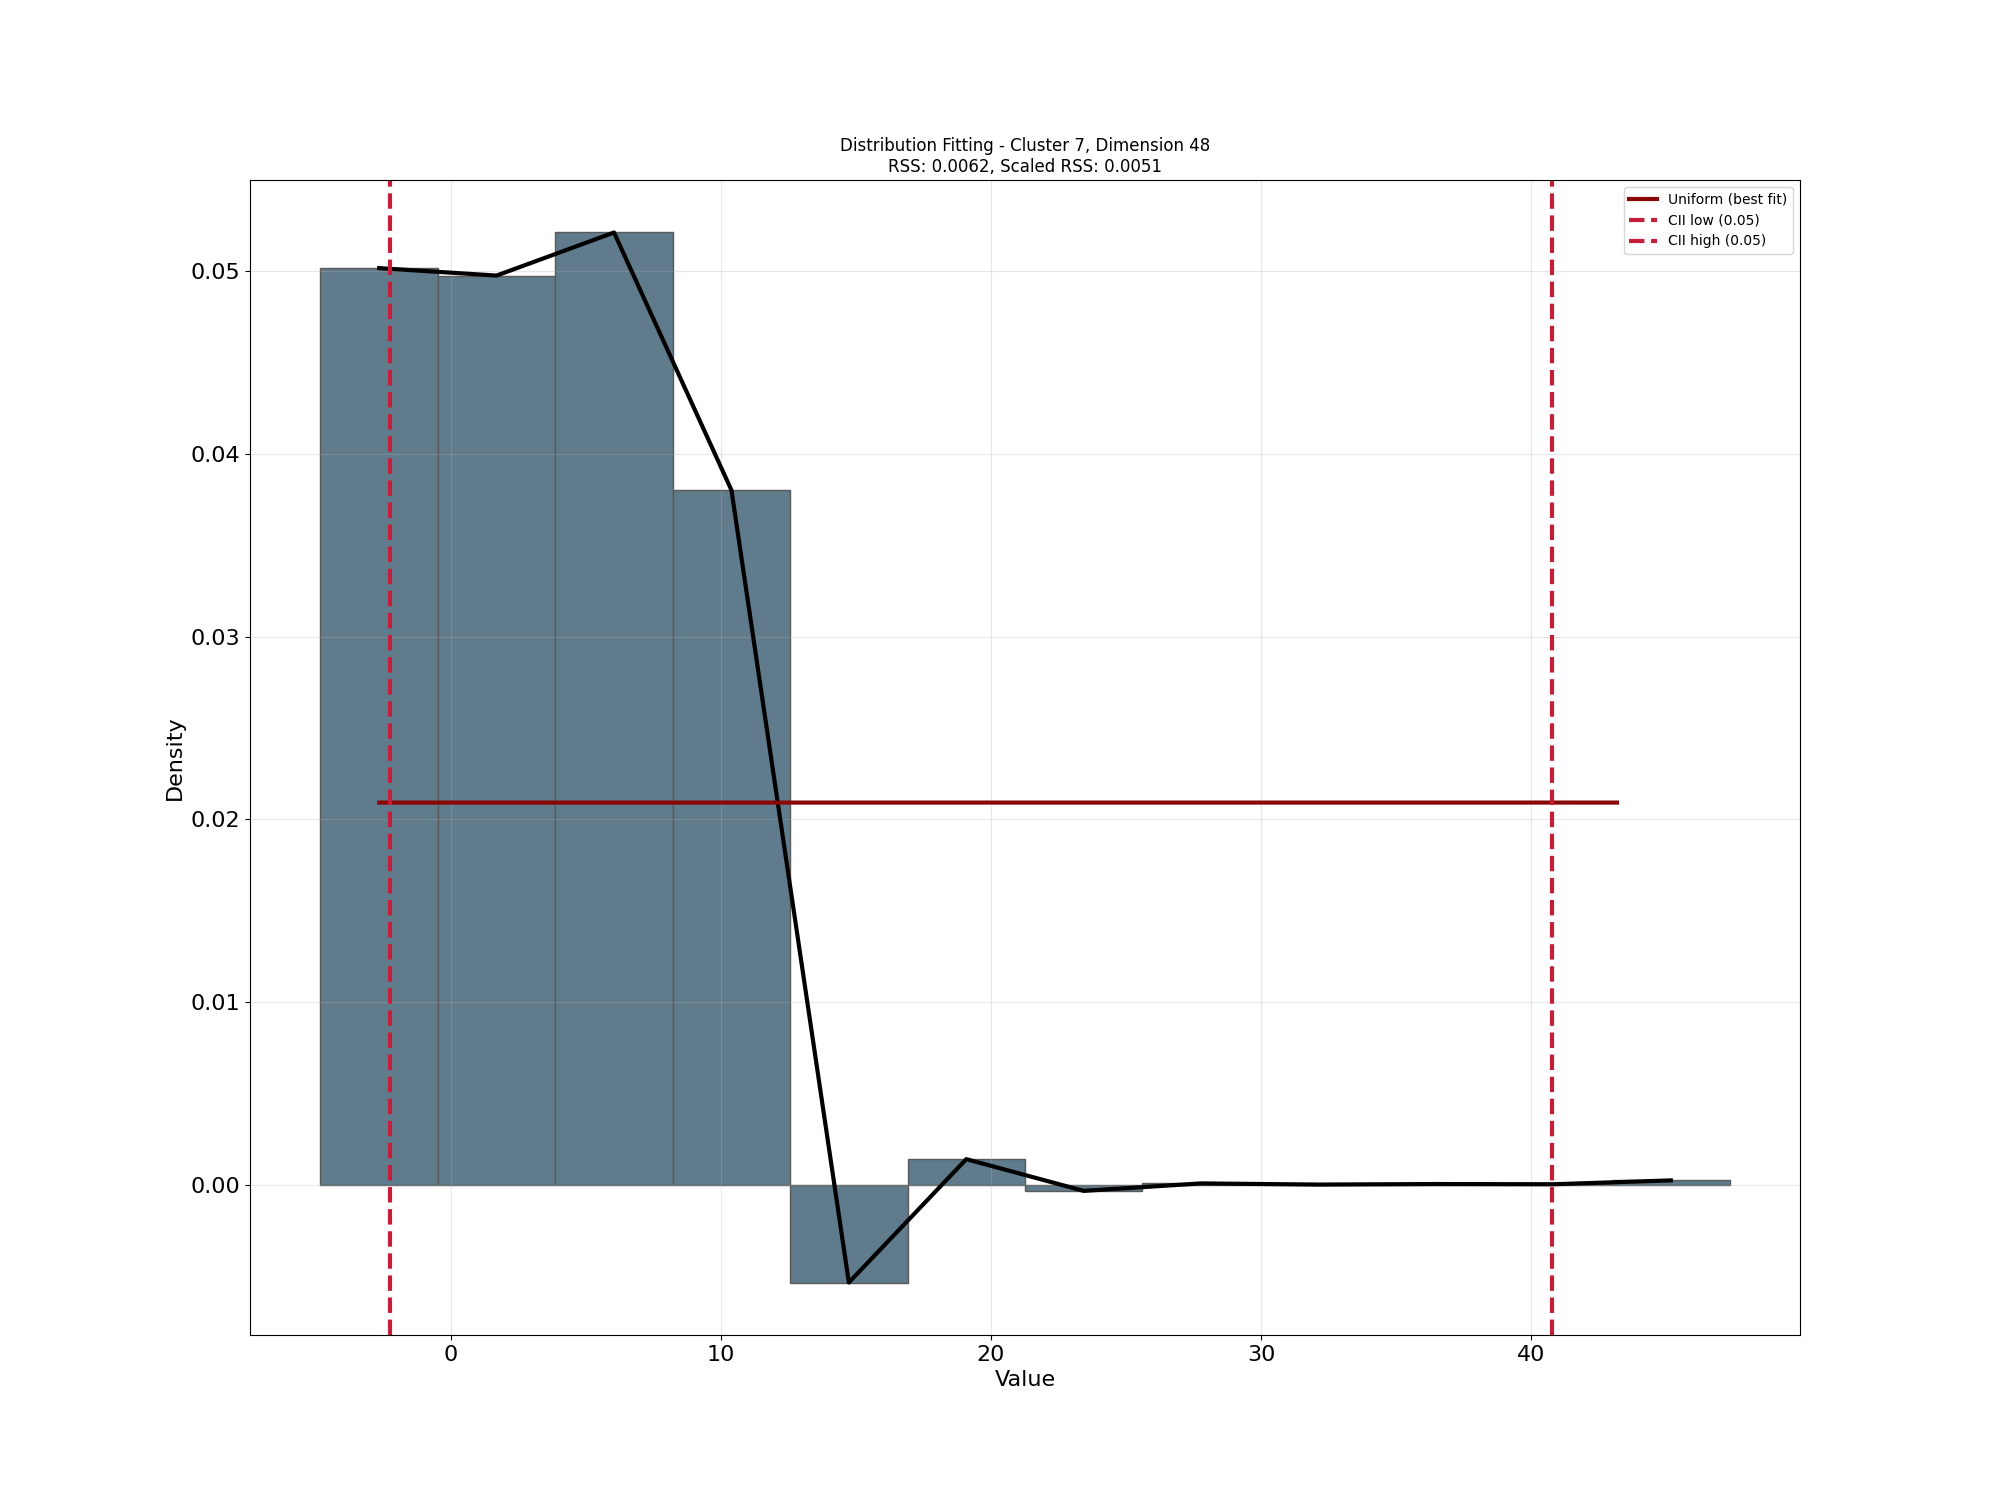 Distribution Fitting - Cluster 7, Dimension 48
RSS: 0.0062, Scaled RSS: 0.0051
Uniform (best fit)
CII low (0.05)
CII high (0.05)
0.05
0.04
0.03
0.02
0.01
0.00
Density
0 10 20 30 40
Value